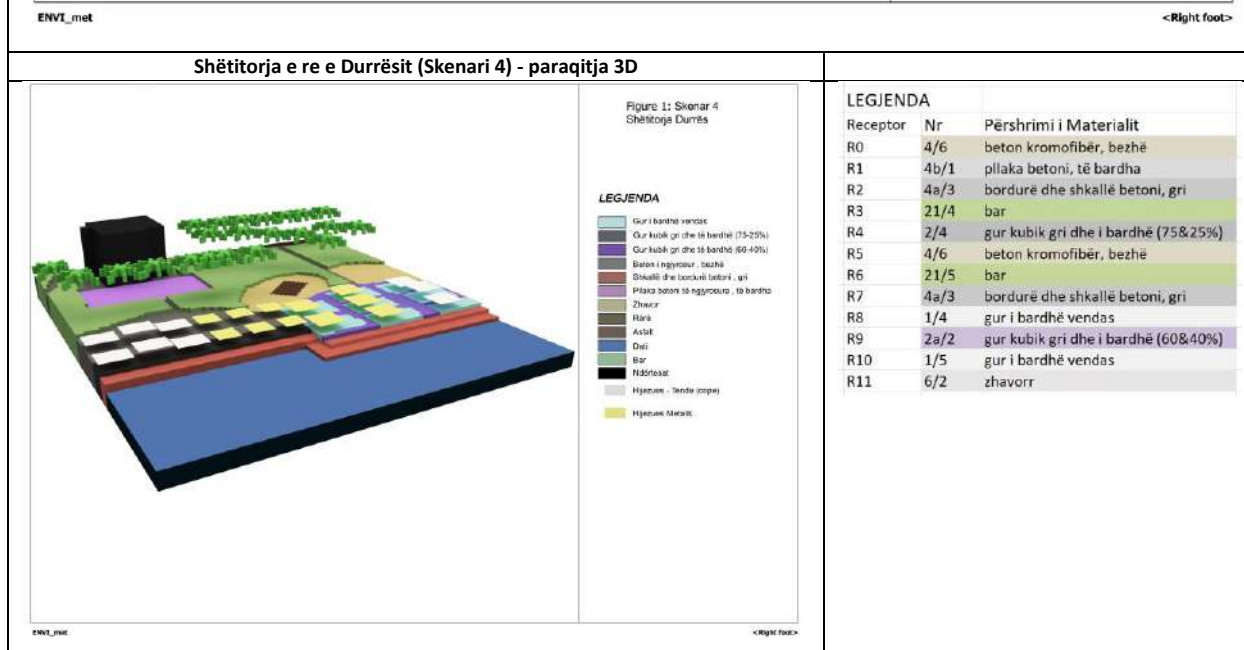 ENVI_met
<Right foot>
Shëtitorja e re e Durrësit (Skenari 4) - paraqitja 3D
Figure 1: Skenar 4
Shëtitorja Durrës
LEGJENDA
Gur i bardhë vendas
Gur kubik gri dhe të bardhë (75-25%)
Gur kubik gri dhe të bardhë (60-40%)
Beton i ngjyrosur , bezhë
Shkallë dhe bordurë betoni , gri
Pllaka betoni të ngjyrosura , të bardha
Zhavor
Rërë
Asfalt
Deti
Bar
Ndërtesat
Hijezues - Tende (cope)
Hijezues Metalik
ENVI_met
<Right foot>
LEGJENDA
Receptor Nr Përshrimi i Materialit
R0 4/6 beton kromofibër, bezhë
R1 4b/1 pllaka betoni, të bardha
R2 4a/3 bordurë dhe shkallë betoni, gri
R3 21/4 bar
R4 2/4 gur kubik gri dhe i bardhë (75&25%)
R5 4/6 beton kromofibër, bezhë
R6 21/5 bar
R7 4a/3 bordurë dhe shkallë betoni, gri
R8 1/4 gur i bardhë vendas
R9 2a/2 gur kubik gri dhe i bardhë (60&40%)
R10 1/5 gur i bardhë vendas
R11 6/2 zhavorr